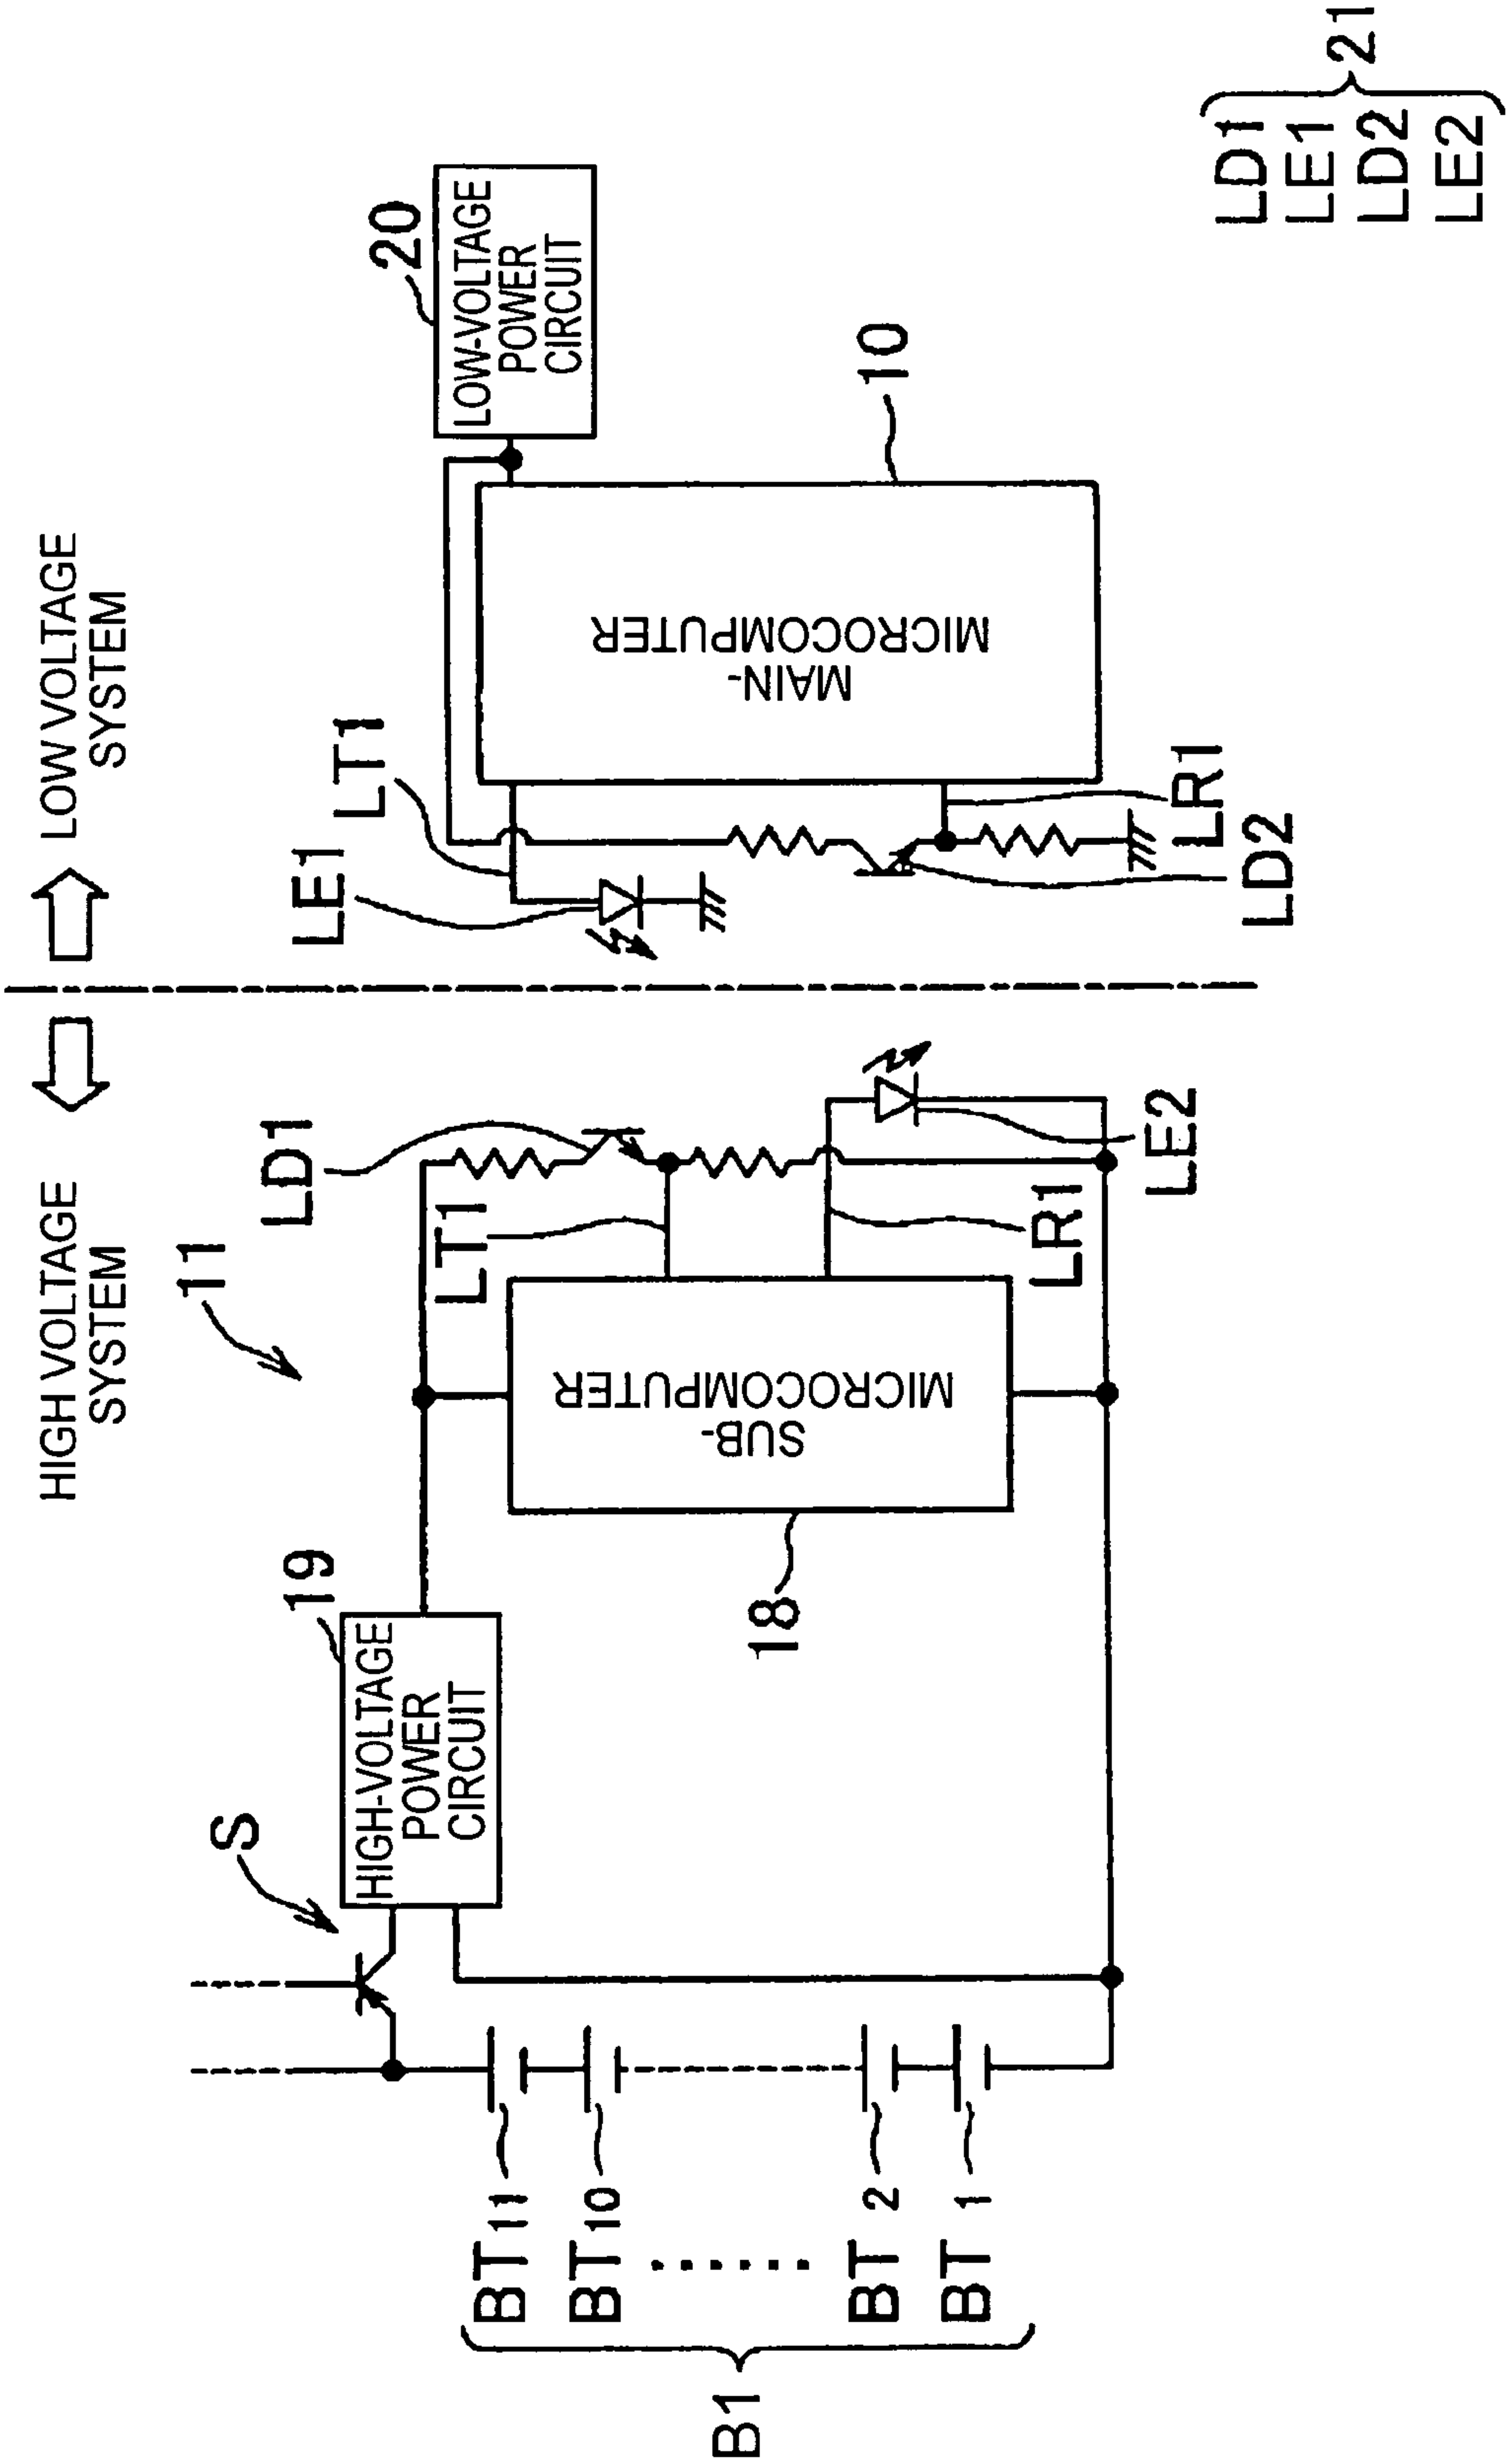 HIGH VOLTAGE
SYSTEM
LOW VOLTAGE
SYSTEM
11
S
19
HIGH-VOLTAGE
POWER
CIRCUIT
LD1
LT1
SUB-
MICROCOMPUTER
18
LR1
LE2
LE1
LT1
20
LOW-VOLTAGE
POWER
CIRCUIT
MAIN-
MICROCOMPUTER
10
LR1
LD2
B1
BT11
BT10
BT2
BT1
LD1
LE1
LD2
LE2
21